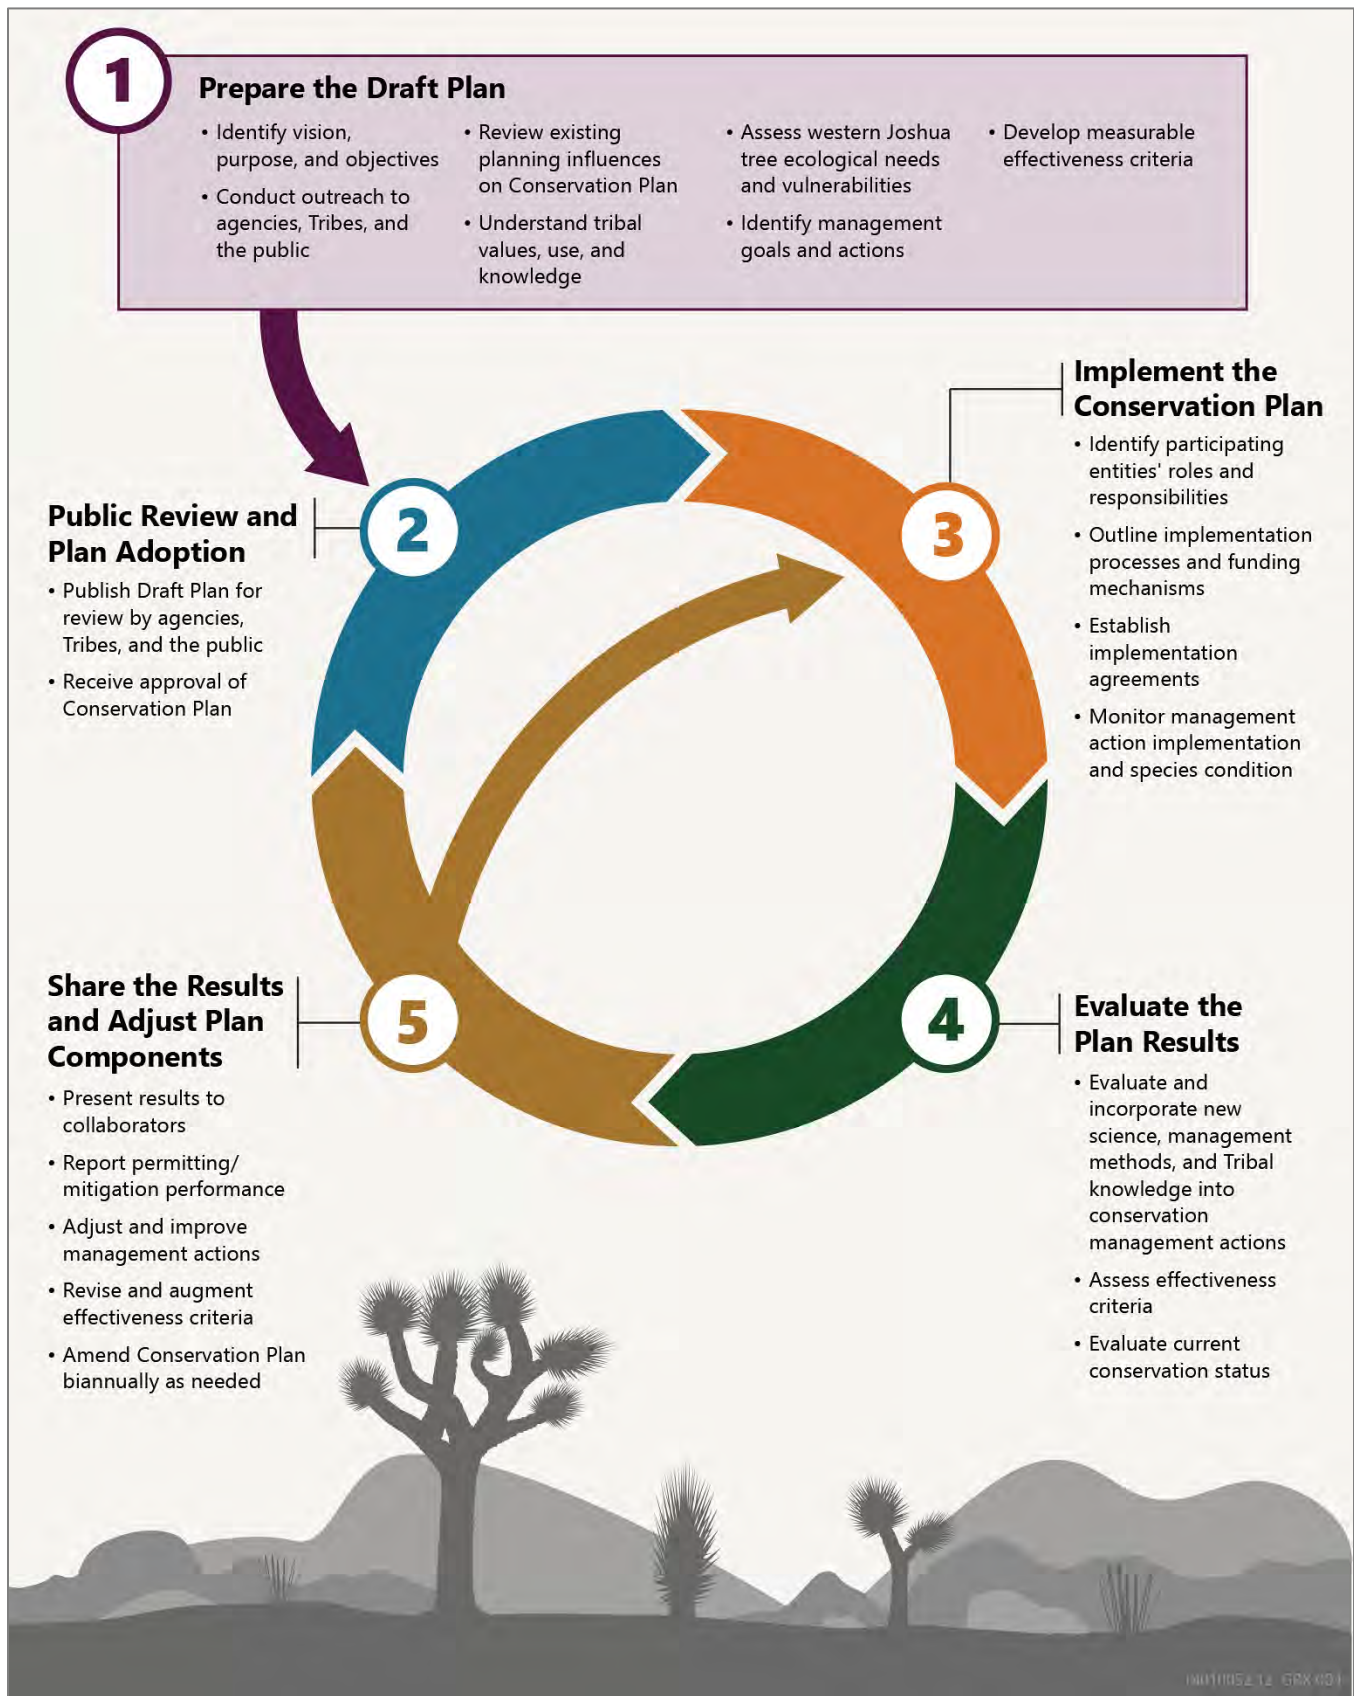 1
Prepare the Draft Plan
• Identify vision,
purpose, and objectives
• Conduct outreach to
agencies, Tribes, and
the public
• Review existing
planning influences
on Conservation Plan
• Understand tribal
values, use, and
knowledge
• Assess western Joshua
tree ecological needs
and vulnerabilities
• Identify management
goals and actions
• Develop measurable
effectiveness criteria
2
Public Review and
Plan Adoption
• Publish Draft Plan for
review by agencies,
Tribes, and the public
• Receive approval of
Conservation Plan
3
Implement the
Conservation Plan
• Identify participating
entities' roles and
responsibilities
• Outline implementation
processes and funding
mechanisms
• Establish
implementation
agreements
• Monitor management
action implementation
and species condition
4
Evaluate the
Plan Results
• Evaluate and
incorporate new
science, management
methods, and Tribal
knowledge into
conservation
management actions
• Assess effectiveness
criteria
• Evaluate current
conservation status
5
Share the Results
and Adjust Plan
Components
• Present results to
collaborators
• Report permitting/
mitigation performance
• Adjust and improve
management actions
• Revise and augment
effectiveness criteria
• Amend Conservation Plan
biannually as needed